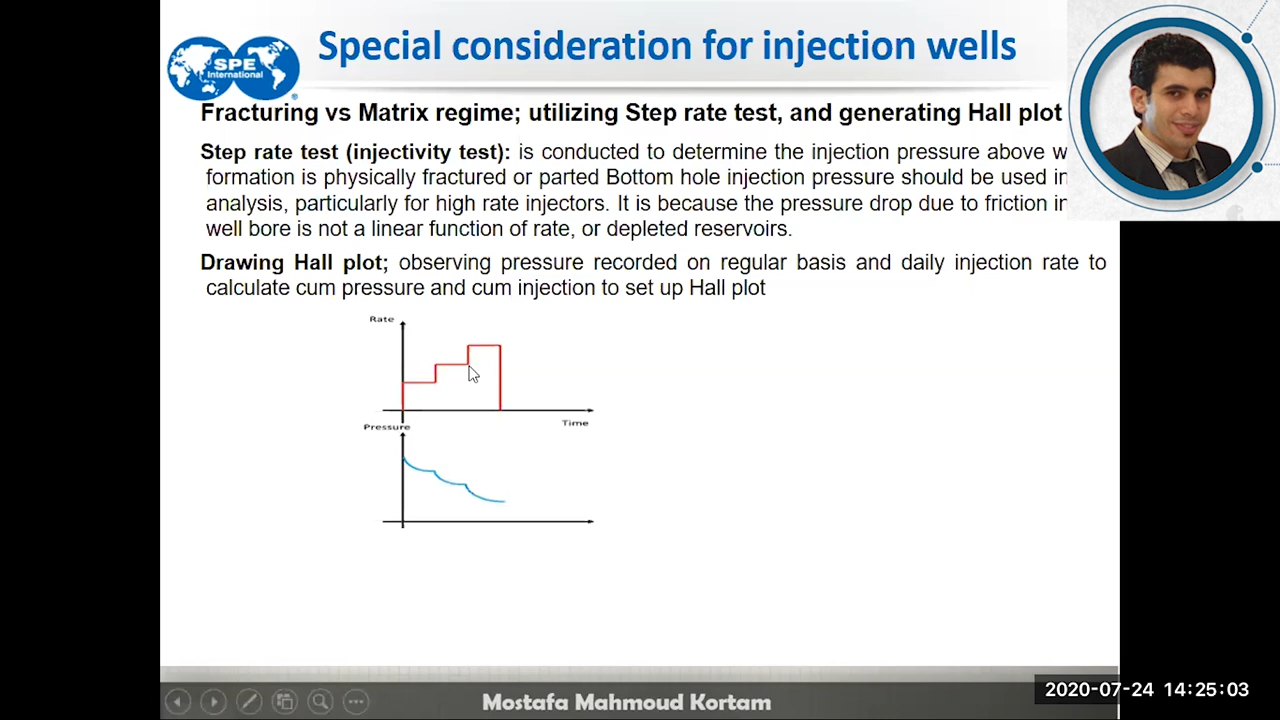 Special consideration for injection wells
SPE
International
Fracturing vs Matrix regime; utilizing Step rate test, and generating Hall plot
Step rate test (injectivity test): is conducted to determine the injection pressure above
formation is physically fractured or parted Bottom hole injection pressure should be used in
analysis, particularly for high rate injectors. It is because the pressure drop due to friction in
well bore is not a linear function of rate, or depleted reservoirs.
Drawing Hall plot; observing pressure recorded on regular basis and daily injection rate to
calculate cum pressure and cum injection to set up Hall plot
Rate
Time
Pressure
Mostafa Mahmoud Kortam
2020-07-24 14:25:03